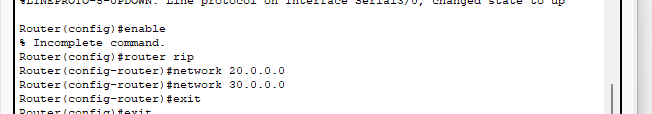 %LINEPROTO-5-UPDOWN: Line protocol on Interface Serial3/0, changed state to up
Router(config)#enable
% Incomplete command.
Router(config)#router rip
Router(config-router)#network 20.0.0.0
Router(config-router)#network 30.0.0.0
Router(config-router)#exit
Router(config)#exit